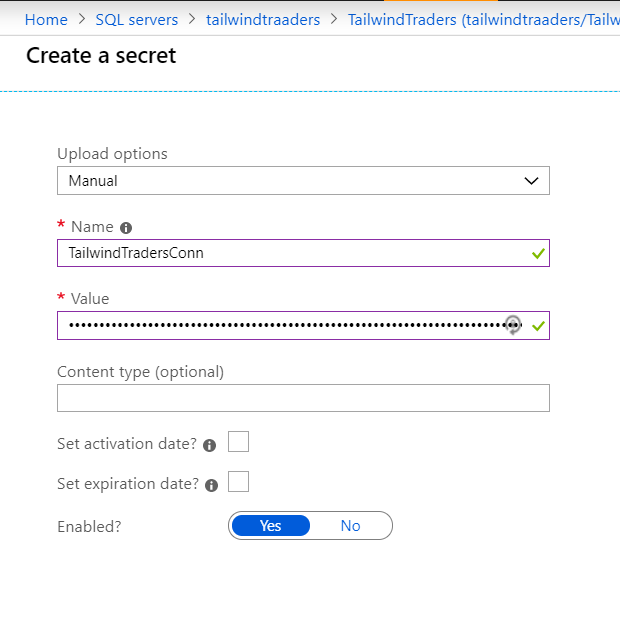 Home > SQL servers > tailwindtraaders > TailwindTraders (tailwindtraaders/Tailw
Create a secret
Upload options
Manual
* Name
TailwindTradersConn
* Value
Content type (optional)
Set activation date?
Set expiration date?
Enabled? Yes No